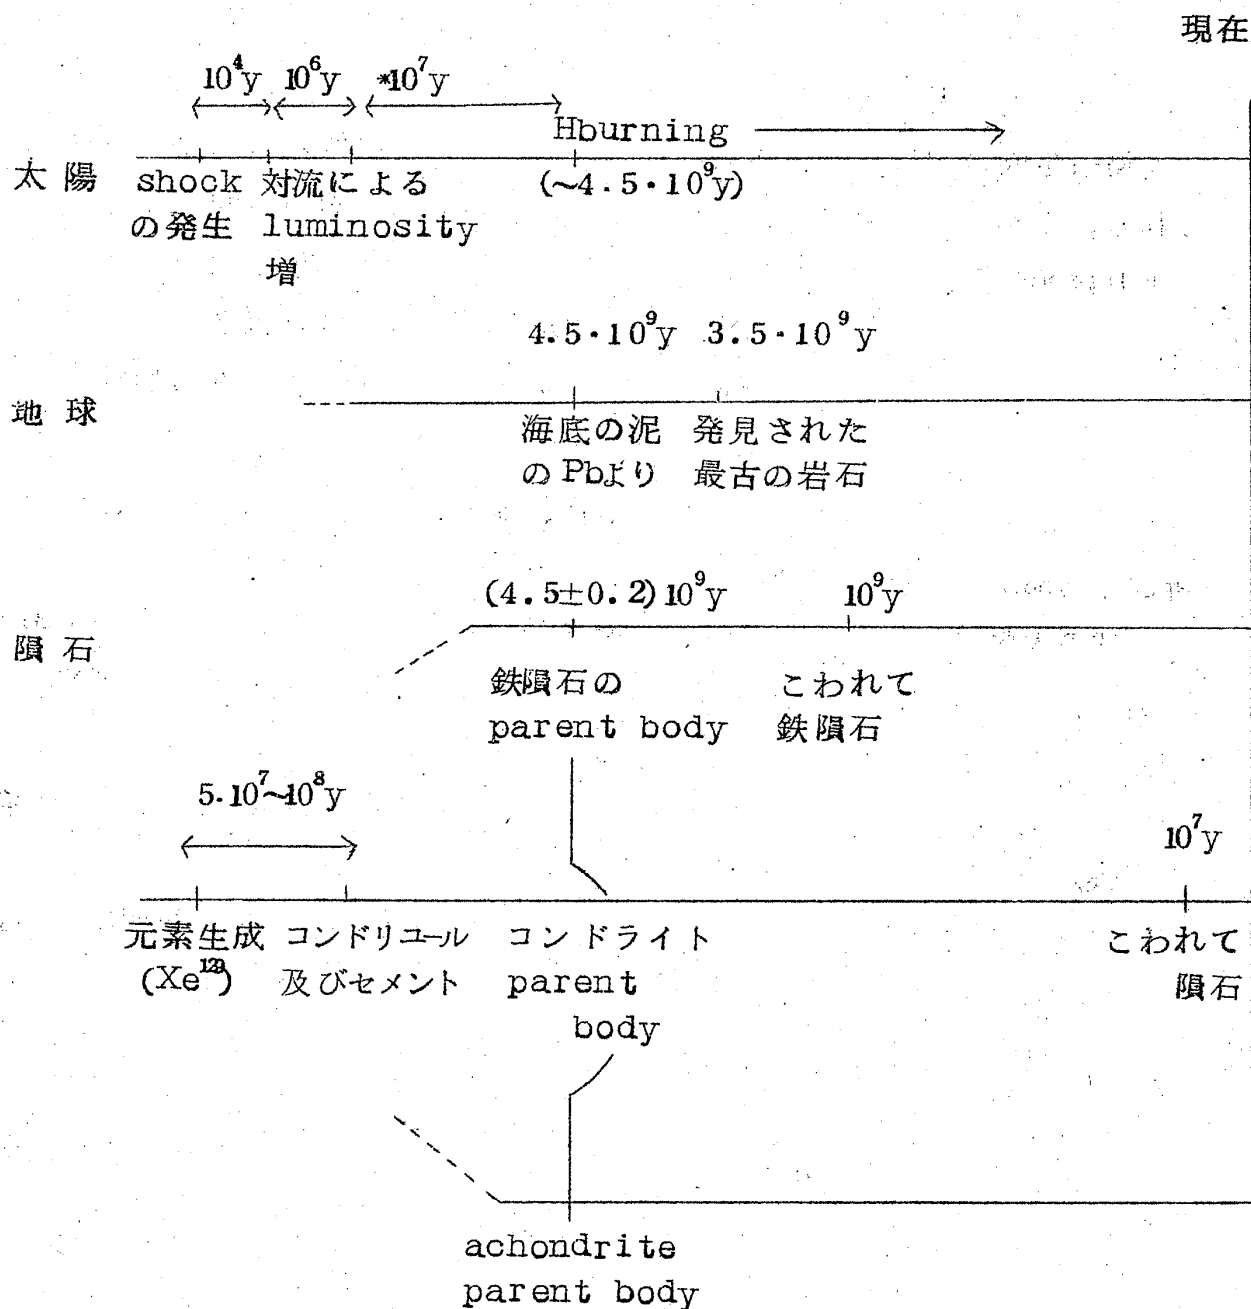 現在
10⁴y 10⁶y *10⁷y
Hburning
太陽
shock 対流による (~4.5·10⁹y)
の発生 luminosity
増
4.5·10⁹y 3.5·10⁹y
地球
海底の泥 発見された
のPbより 最古の岩石
(4.5±0.2)10⁹y 10⁹y
隕石
鉄隕石の こわれて
parent body 鉄隕石
5.10⁷~10⁸y
10⁷y
元素生成 コンドリュール コンドライト こわれて
(Xe¹²⁹) 及びセメント parent 隕石
body
achondrite
parent body